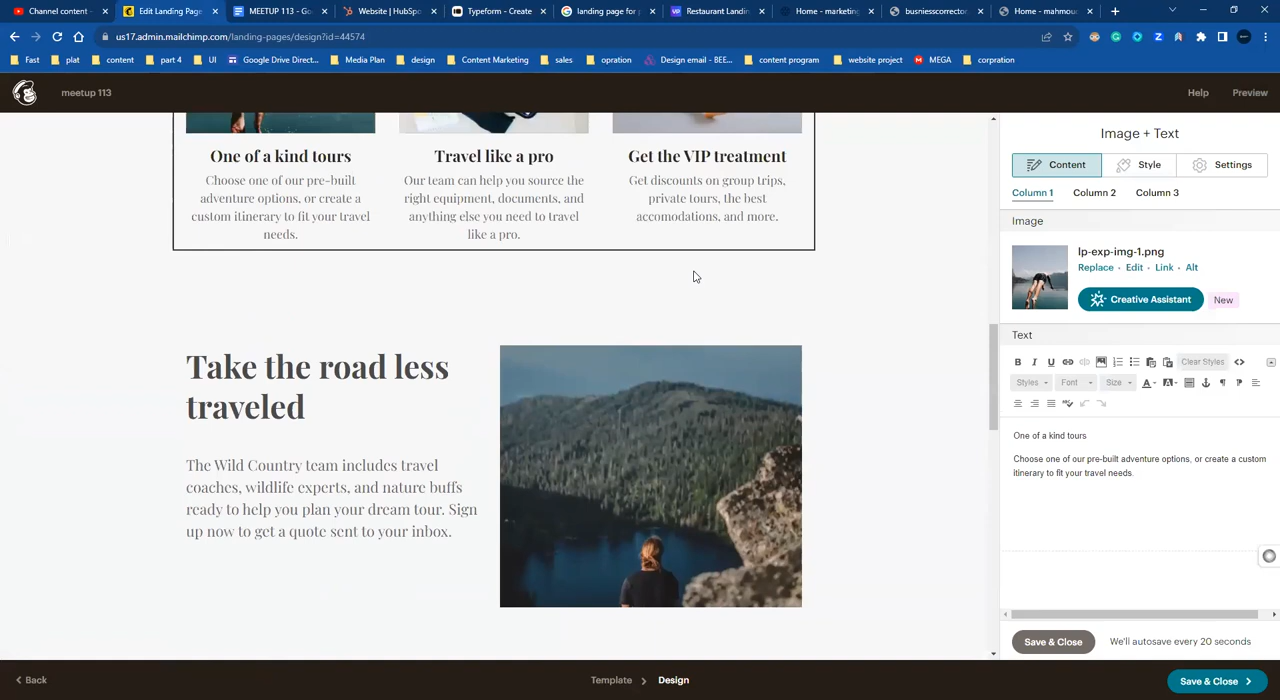 Channel content -
Edit Landing Page
MEETUP 113 - Go
Website | HubSpo
Typeform - Create
landing page for p
Restaurant Landin
Home - marketing
busniesscorrector.
Home - mahmou
us17.admin.mailchimp.com/landing-pages/design?id=44574
Fast plat content part 4 UI Google Drive Direct... Media Plan design Content Marketing sales opration Design email - BEE... content program website project MEGA corpration
meetup 113
Help Preview
One of a kind tours
Choose one of our pre-built
adventure options, or create a
custom itinerary to fit your travel
needs.
Travel like a pro
Our team can help you source the
right equipment, documents, and
anything else you need to travel
like a pro.
Get the VIP treatment
Get discounts on group trips,
private tours, the best
accomodations, and more.
Take the road less
traveled
The Wild Country team includes travel
coaches, wildlife experts, and nature buffs
ready to help you plan your dream tour. Sign
up now to get a quote sent to your inbox.
Image + Text
Content Style Settings
Column 1 Column 2 Column 3
Image
lp-exp-img-1.png
Replace · Edit · Link · Alt
Creative Assistant New
Text
B I U Clear Styles
Styles Font Size A A
ABC
One of a kind tours
Choose one of our pre-built adventure options, or create a custom
itinerary to fit your travel needs.
Save & Close We'll autosave every 20 seconds
Back Template Design Save & Close